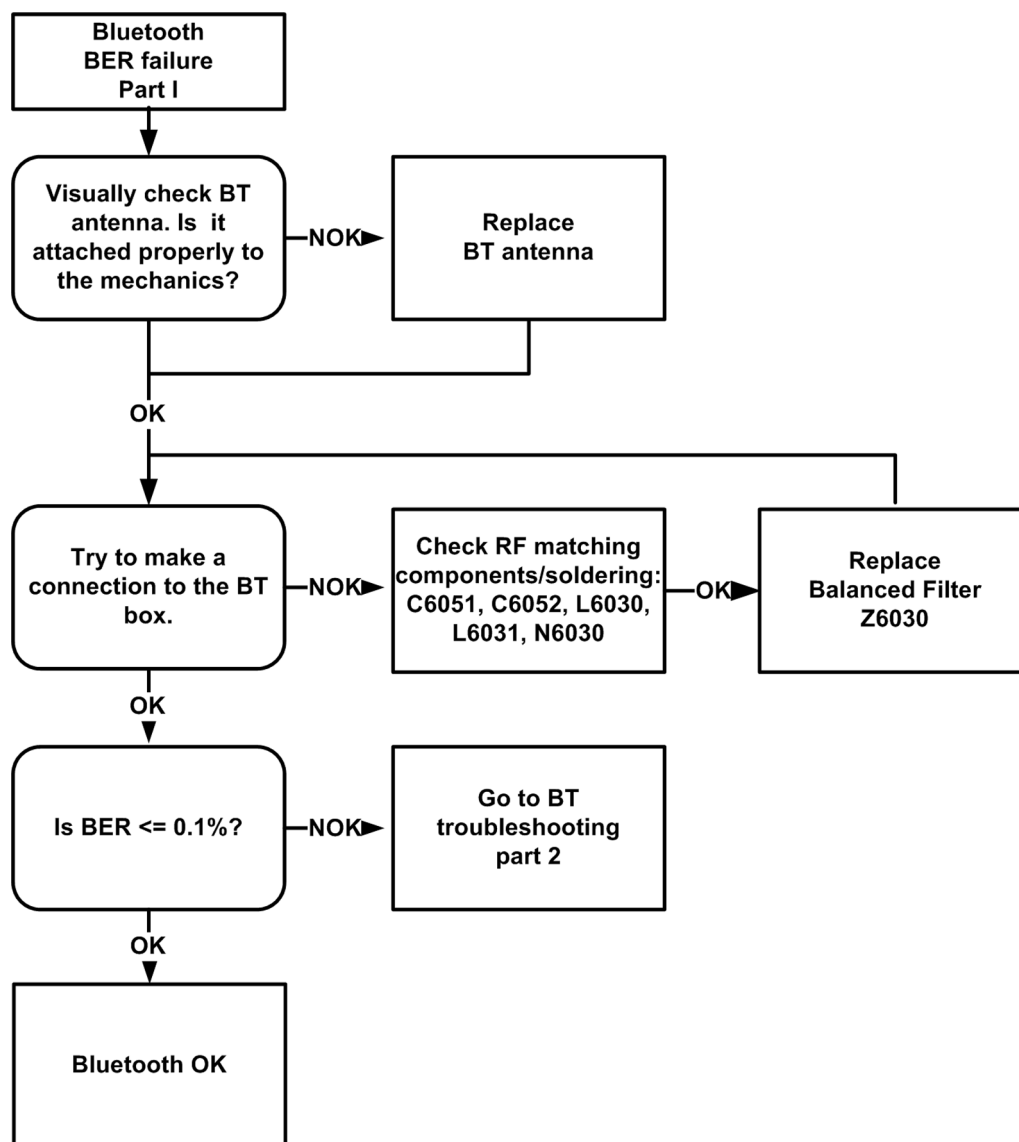 Bluetooth
BER failure
Part I
Visually check BT
antenna. Is it
attached properly to
the mechanics?
NOK
Replace
BT antenna
OK
Try to make a
connection to the BT
box.
NOK
Check RF matching
components/soldering:
C6051, C6052, L6030,
L6031, N6030
OK
Replace
Balanced Filter
Z6030
OK
Is BER <= 0.1%?
NOK
Go to BT
troubleshooting
part 2
OK
Bluetooth OK